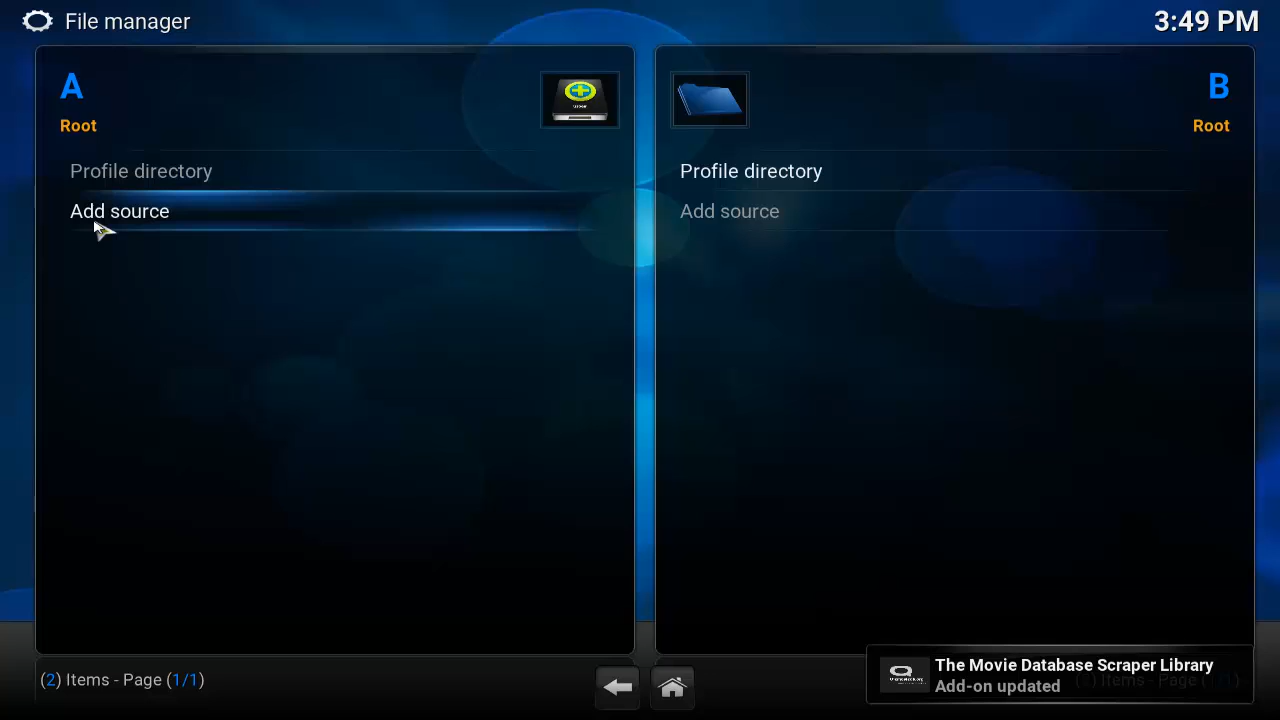 File manager
3:49 PM
A
Root
Profile directory
Add source
(2) Items - Page (1/1)
B
Root
Profile directory
Add source
The Movie Database Scraper Library
Add-on updated